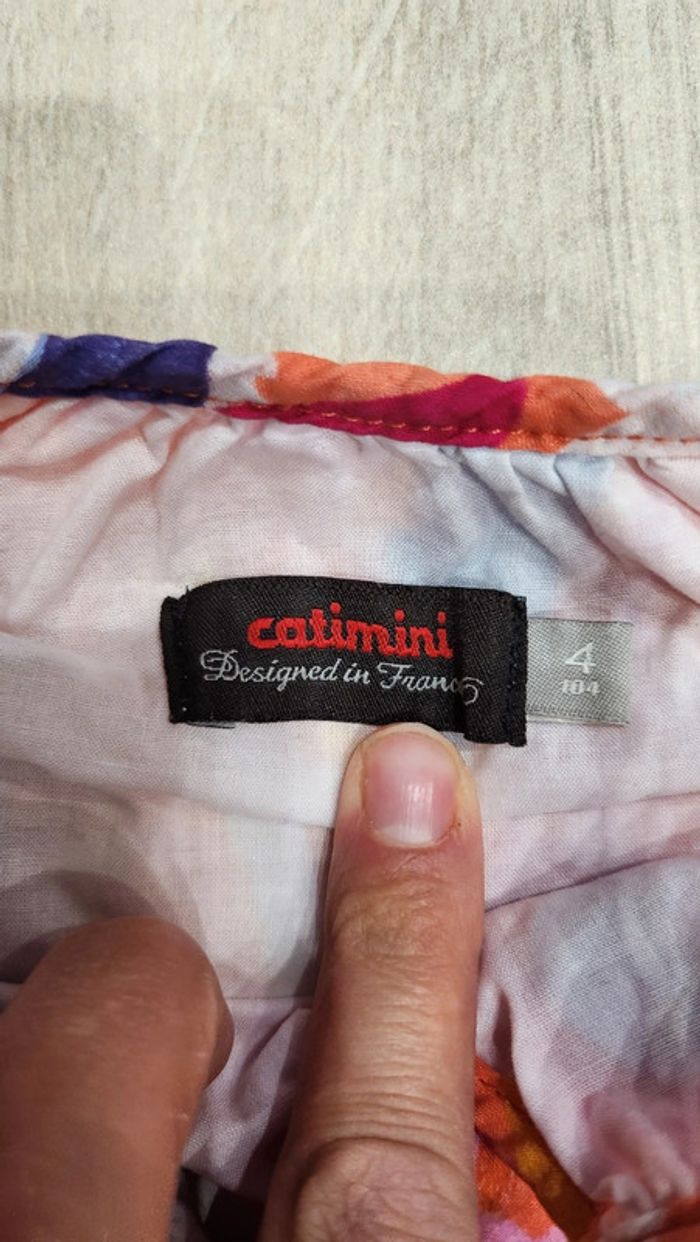 catimini
Designed in France
4
104